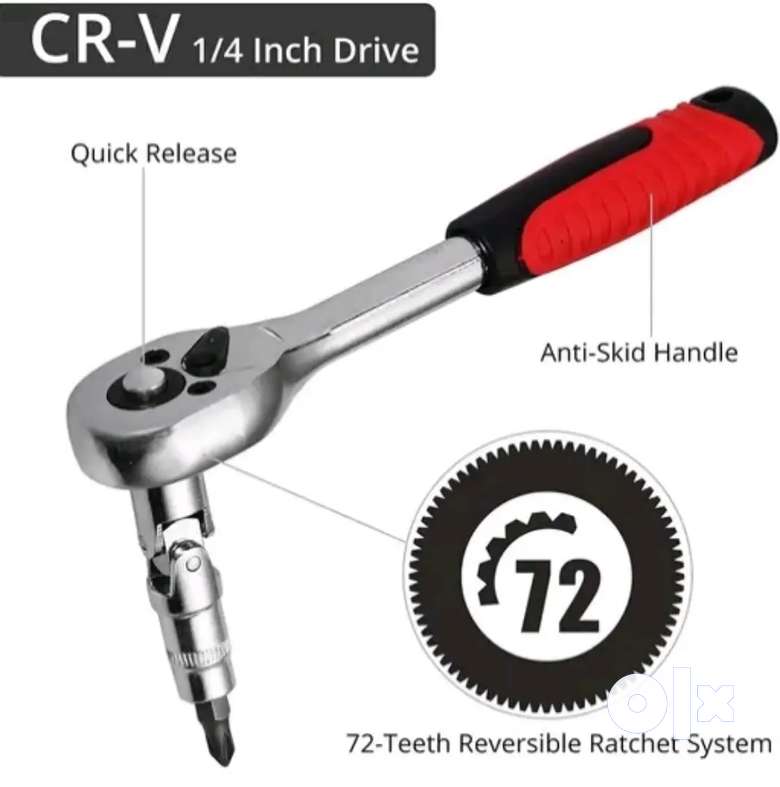 CR-V 1/4 Inch Drive
Quick Release
Anti-Skid Handle
72
72-Teeth Reversible Ratchet System
olx